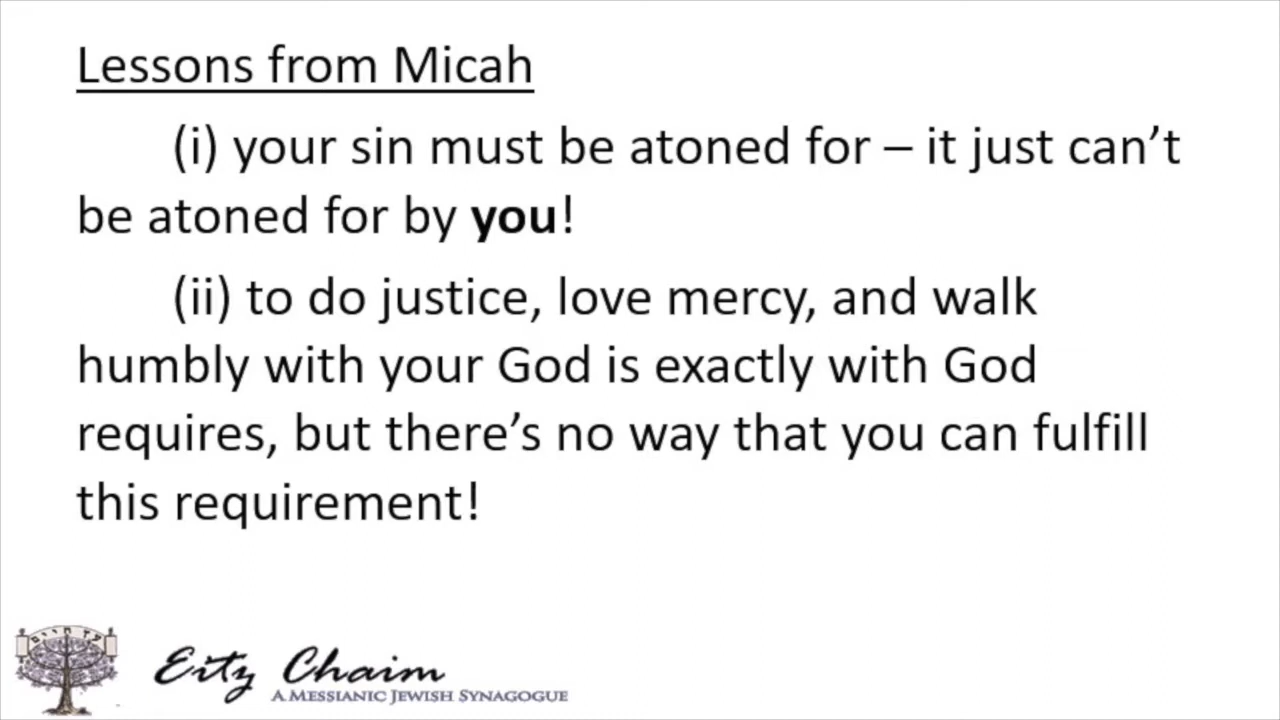 Lessons from Micah
(i) your sin must be atoned for – it just can’t
be atoned for by you!
(ii) to do justice, love mercy, and walk
humbly with your God is exactly with God
requires, but there’s no way that you can fulfill
this requirement!
עץ חיים
Eitz Chaim
A MESSIANIC JEWISH SYNAGOGUE